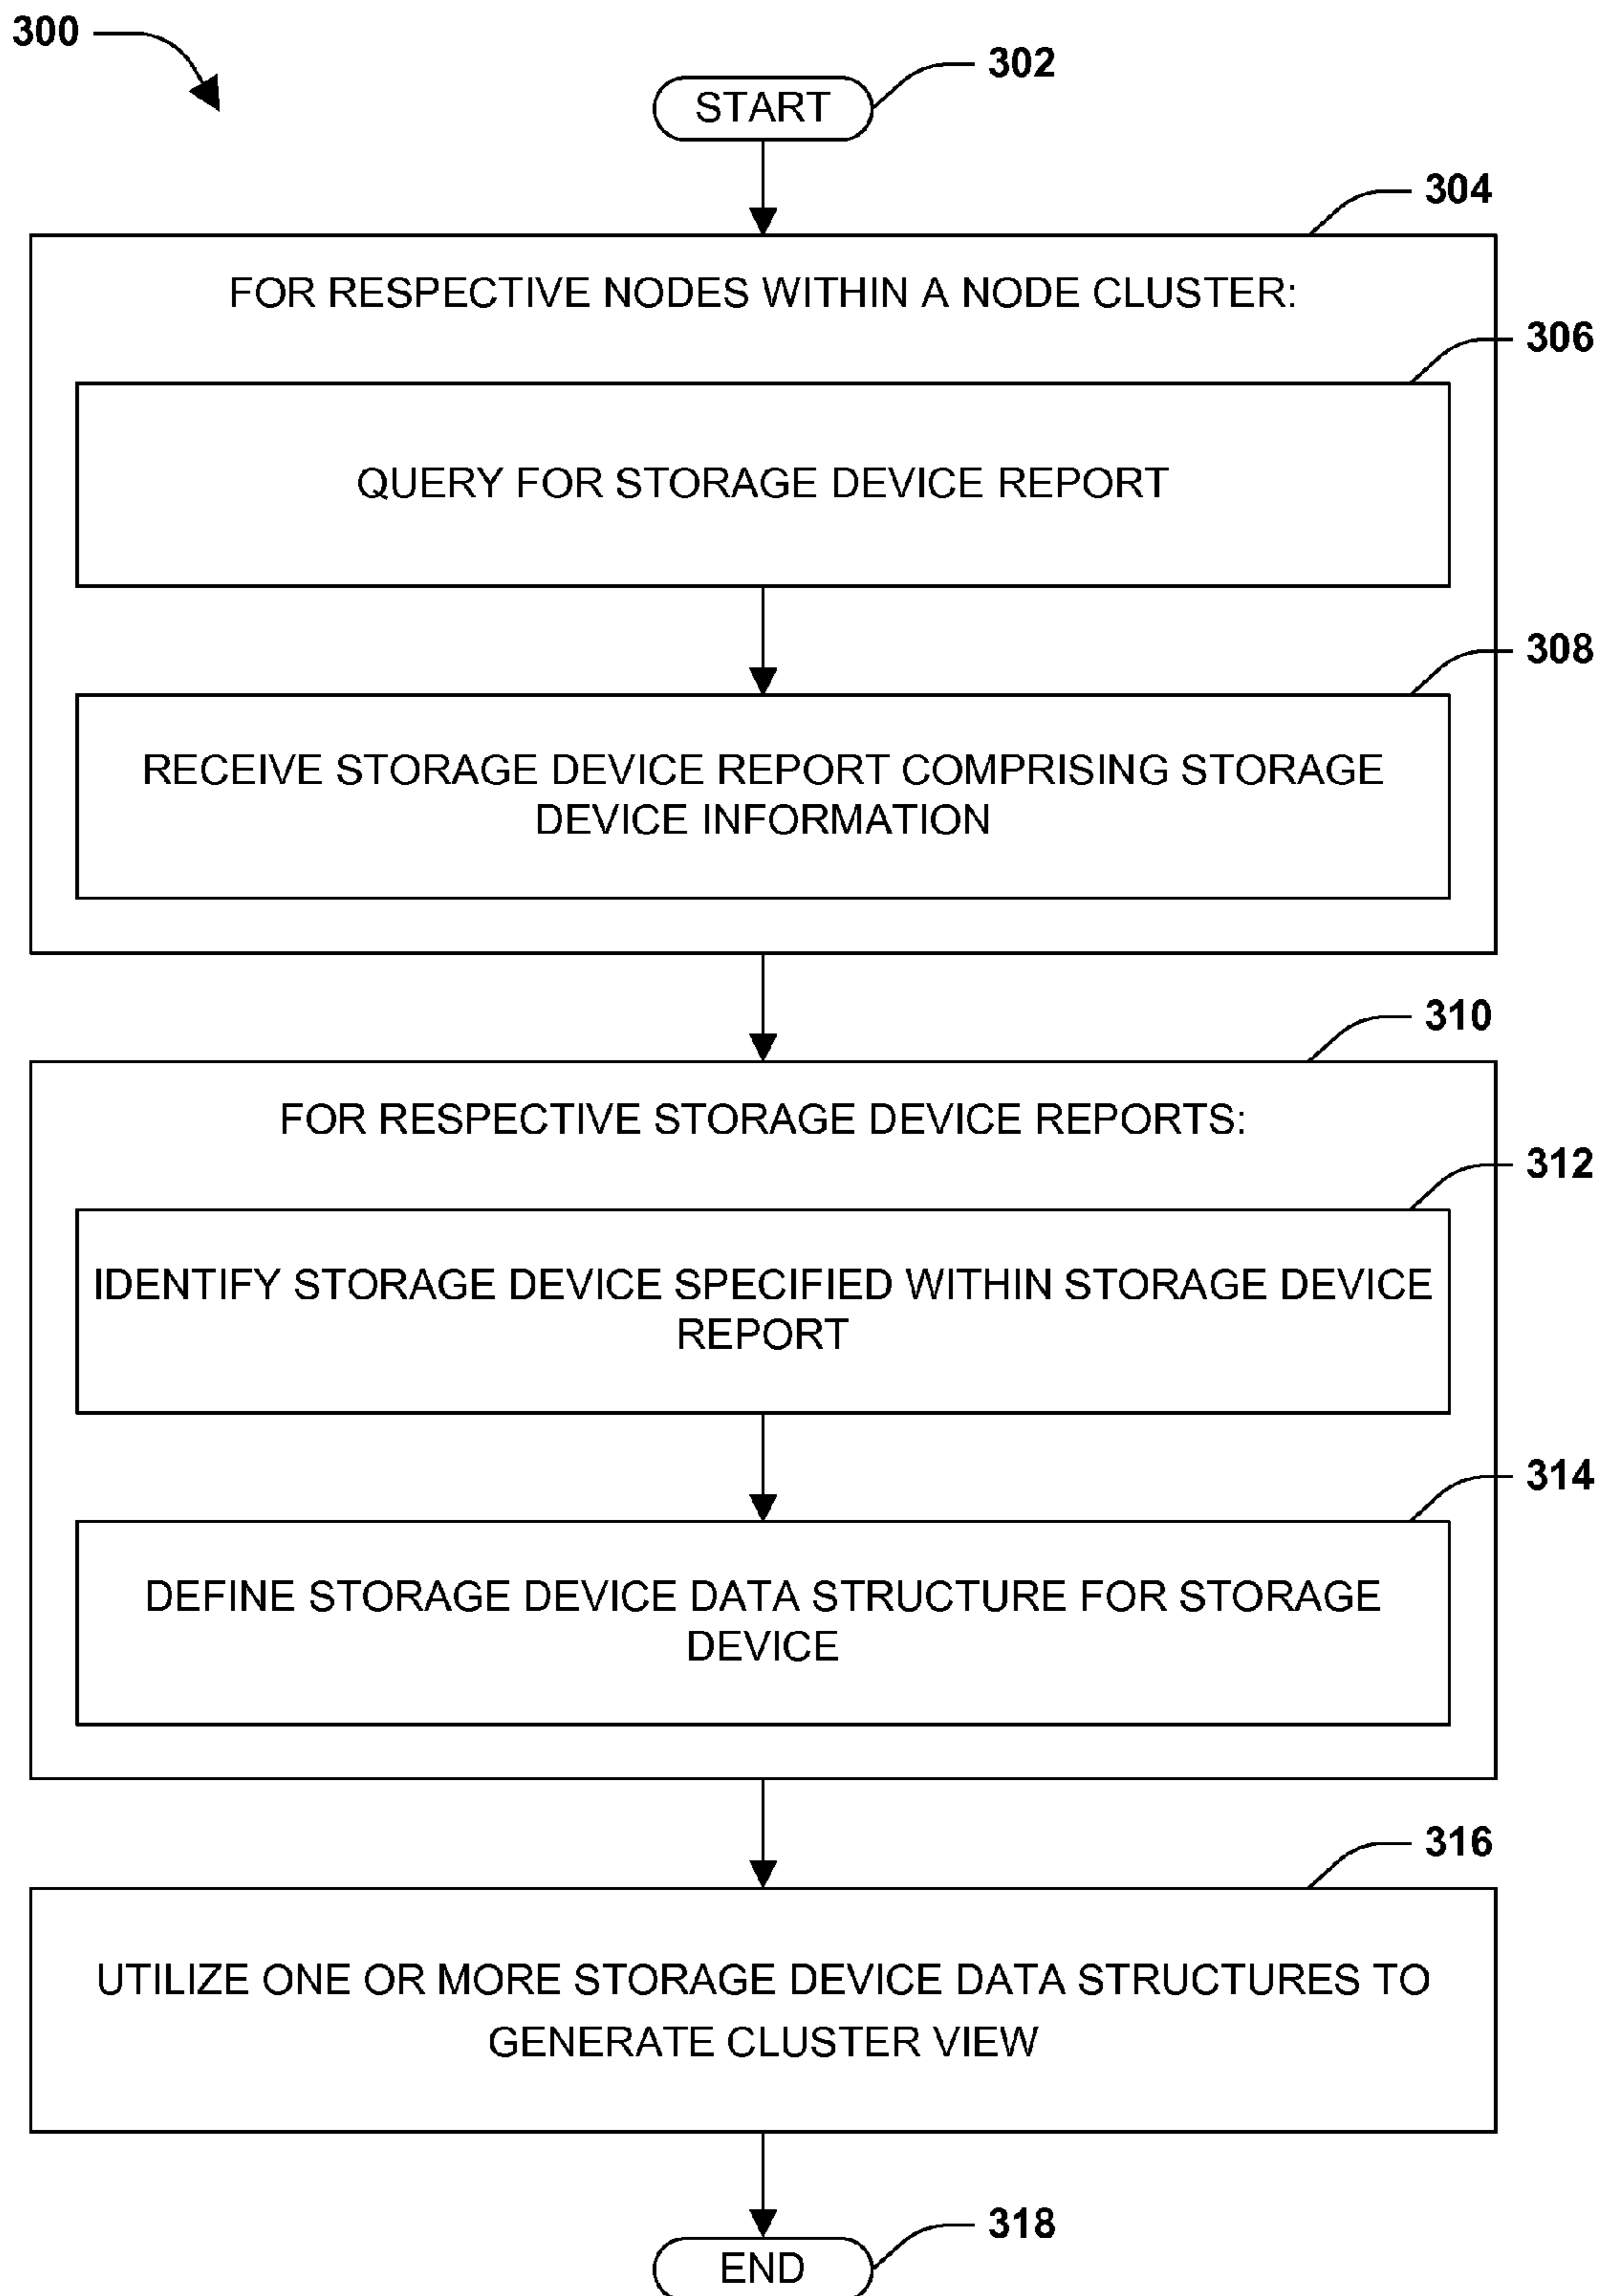 300
302
START
304
FOR RESPECTIVE NODES WITHIN A NODE CLUSTER:
306
QUERY FOR STORAGE DEVICE REPORT
308
RECEIVE STORAGE DEVICE REPORT COMPRISING STORAGE
DEVICE INFORMATION
310
FOR RESPECTIVE STORAGE DEVICE REPORTS:
312
IDENTIFY STORAGE DEVICE SPECIFIED WITHIN STORAGE DEVICE
REPORT
314
DEFINE STORAGE DEVICE DATA STRUCTURE FOR STORAGE
DEVICE
316
UTILIZE ONE OR MORE STORAGE DEVICE DATA STRUCTURES TO
GENERATE CLUSTER VIEW
318
END